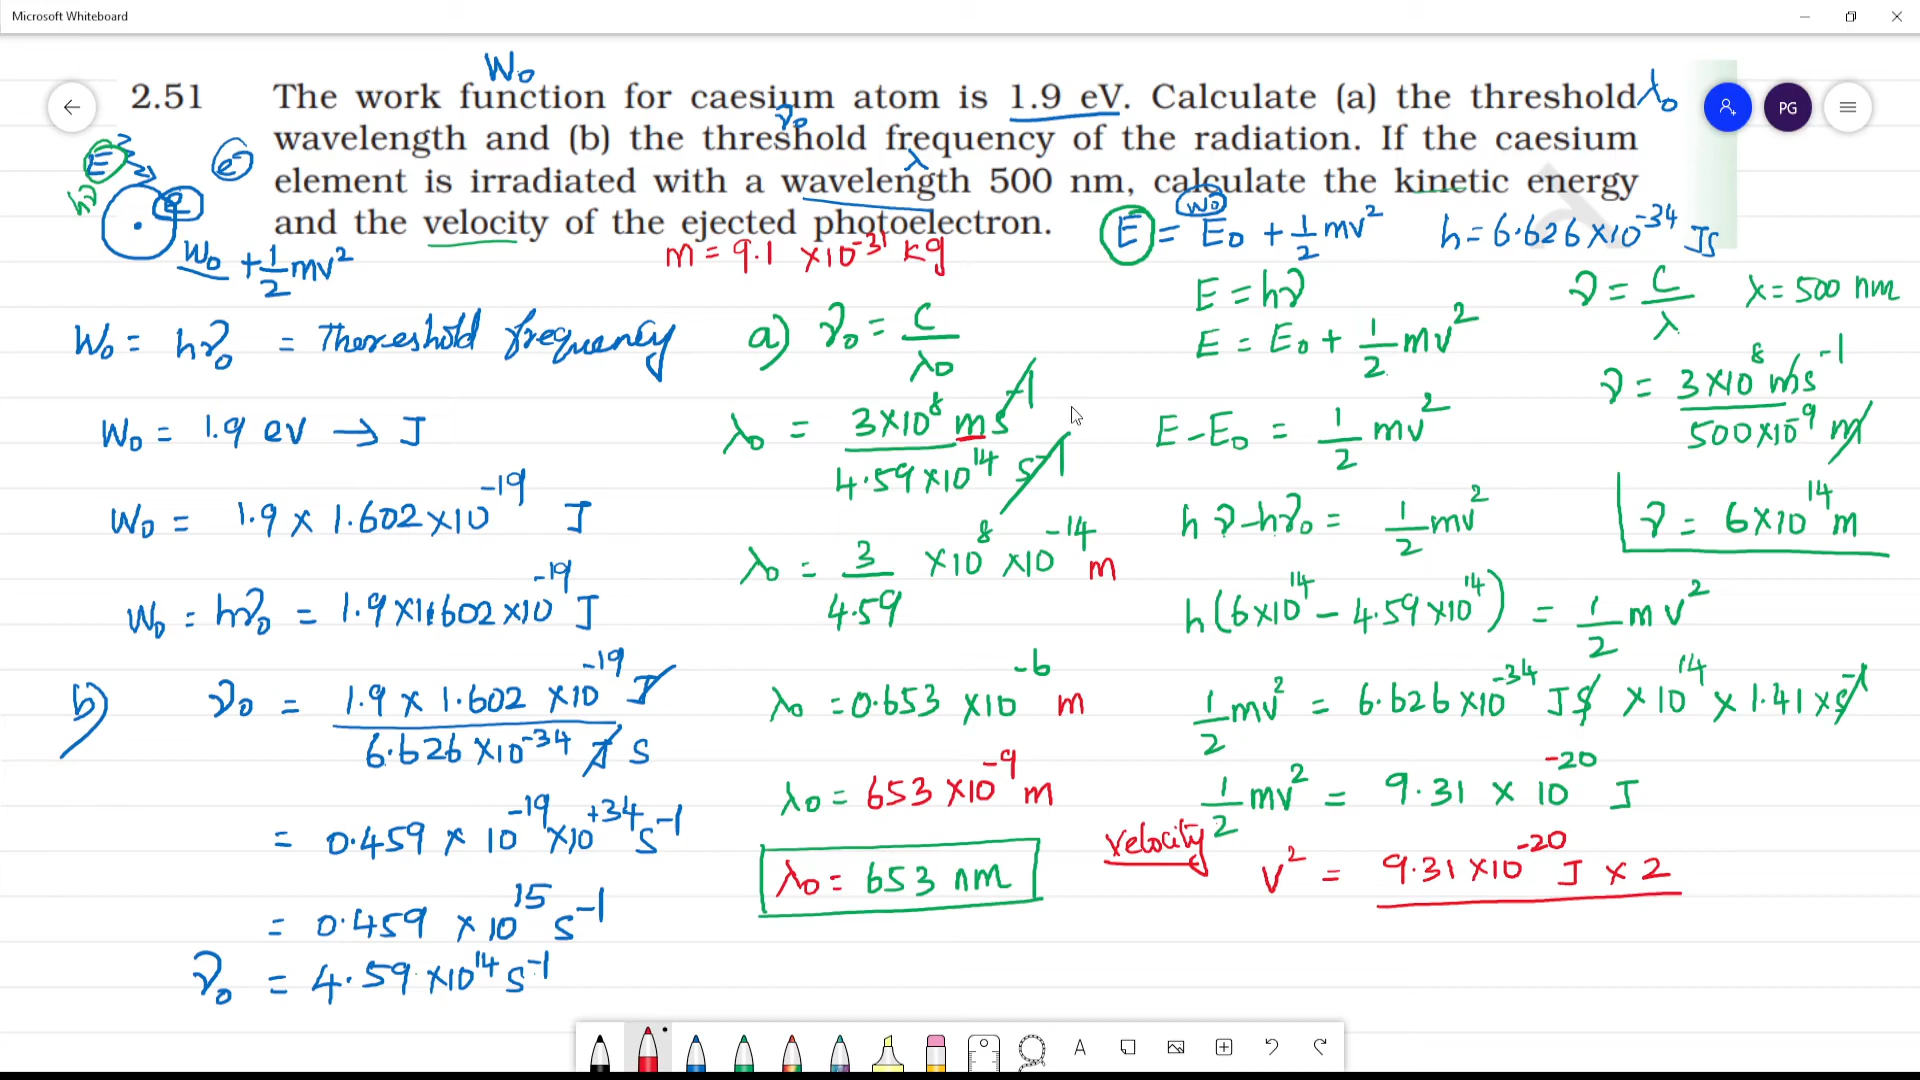 Microsoft Whiteboard
W₀
2.51 The work function for caesium atom is 1.9 eV. Calculate (a) the threshold λ₀
ν₀
wavelength and (b) the threshold frequency of the radiation. If the caesium
λ
element is irradiated with a wavelength 500 nm, calculate the kinetic energy
and the velocity of the ejected photoelectron.
PG
E
hν
e⁻
W₀ + 1/2 mv²
m = 9.1 × 10⁻³¹ kg
W₀
E = E₀ + 1/2 mv²
h = 6.626 × 10⁻³⁴ JS
W₀ = hν₀ = Thereshold frequency
W₀ = 1.9 ev → J
W₀ = 1.9 × 1.602 × 10⁻¹⁹ J
W₀ = hν₀ = 1.9 × 1.602 × 10⁻¹⁹ J
b) ν₀ = 1.9 × 1.602 × 10⁻¹⁹ J / 6.626 × 10⁻³⁴ J S
= 0.459 × 10⁻¹⁹ × 10⁺³⁴ S⁻¹
= 0.459 × 10¹⁵ S⁻¹
ν₀ = 4.59 × 10¹⁴ S⁻¹
a) ν₀ = C / λ₀
λ₀ = 3 × 10⁸ ms⁻¹ / 4.59 × 10¹⁴ s⁻¹
λ₀ = 3 / 4.59 × 10⁸ × 10⁻¹⁴ m
λ₀ = 0.653 × 10⁻⁶ m
λ₀ = 653 × 10⁻⁹ m
λ₀ = 653 nm
E = hν
E = E₀ + 1/2 mv²
E - E₀ = 1/2 mv²
hν - hν₀ = 1/2 mv²
h(6×10¹⁴ - 4.59×10¹⁴) = 1/2 mv²
1/2 mv² = 6.626 × 10⁻³⁴ JS × 10¹⁴ × 1.41 × s⁻¹
1/2 mv² = 9.31 × 10⁻²⁰ J
velocity
v² = 9.31 × 10⁻²⁰ J × 2
ν = C / λ
λ = 500 nm
ν = 3×10⁸ ms⁻¹ / 500×10⁻⁹ m
ν = 6×10¹⁴ m
A